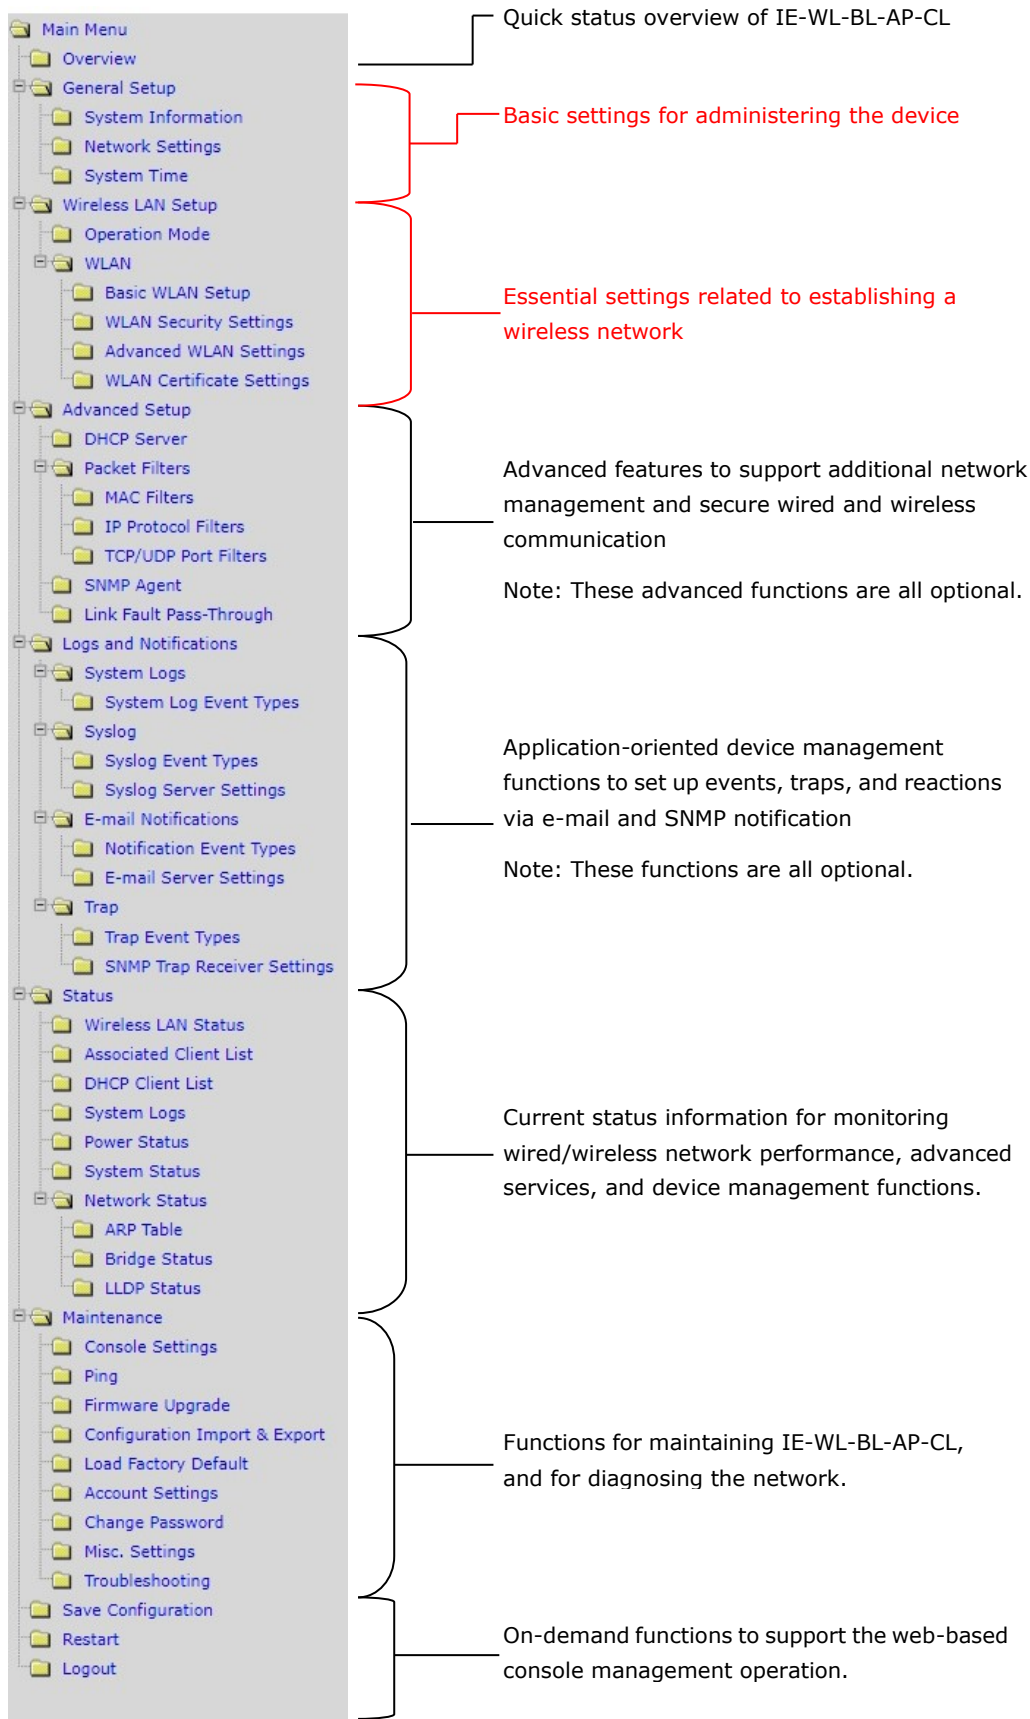 Main Menu
Overview
General Setup
System Information
Network Settings
System Time
Wireless LAN Setup
Operation Mode
WLAN
Basic WLAN Setup
WLAN Security Settings
Advanced WLAN Settings
WLAN Certificate Settings
Advanced Setup
DHCP Server
Packet Filters
MAC Filters
IP Protocol Filters
TCP/UDP Port Filters
SNMP Agent
Link Fault Pass-Through
Logs and Notifications
System Logs
System Log Event Types
Syslog
Syslog Event Types
Syslog Server Settings
E-mail Notifications
Notification Event Types
E-mail Server Settings
Trap
Trap Event Types
SNMP Trap Receiver Settings
Status
Wireless LAN Status
Associated Client List
DHCP Client List
System Logs
Power Status
System Status
Network Status
ARP Table
Bridge Status
LLDP Status
Maintenance
Console Settings
Ping
Firmware Upgrade
Configuration Import & Export
Load Factory Default
Account Settings
Change Password
Misc. Settings
Troubleshooting
Save Configuration
Restart
Logout
Quick status overview of IE-WL-BL-AP-CL
Basic settings for administering the device
Essential settings related to establishing a
wireless network
Advanced features to support additional network
management and secure wired and wireless
communication
Note: These advanced functions are all optional.
Application-oriented device management
functions to set up events, traps, and reactions
via e-mail and SNMP notification
Note: These functions are all optional.
Current status information for monitoring
wired/wireless network performance, advanced
services, and device management functions.
Functions for maintaining IE-WL-BL-AP-CL,
and for diagnosing the network.
On-demand functions to support the web-based
console management operation.